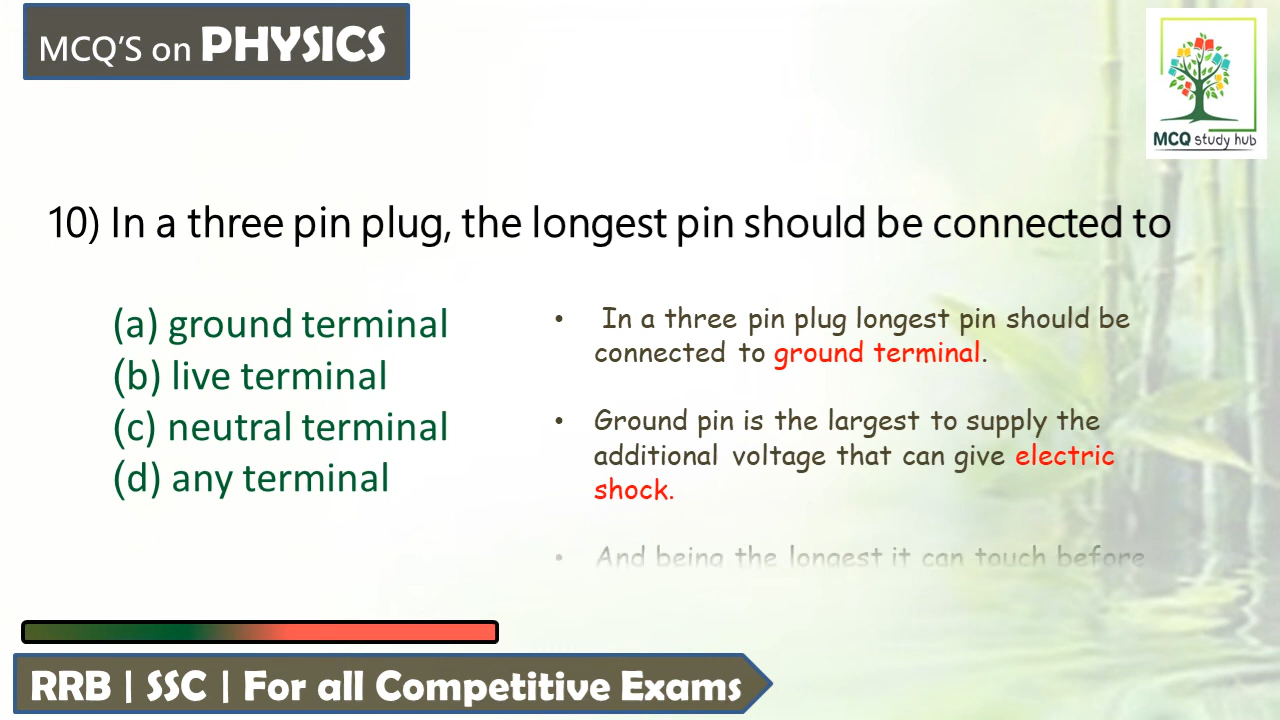 MCQ'S on PHYSICS
MCQ study hub
10) In a three pin plug, the longest pin should be connected to
(a) ground terminal
(b) live terminal
(c) neutral terminal
(d) any terminal
• In a three pin plug longest pin should be
connected to ground terminal.
• Ground pin is the largest to supply the
additional voltage that can give electric
shock.
• And being the longest it can touch before
RRB | SSC | For all Competitive Exams